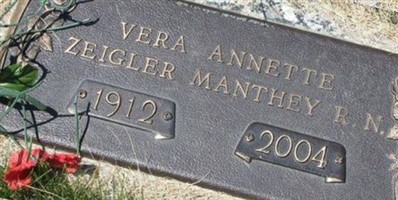 VERA ANNETTE
ZEIGLER MANTHEY R.N.
1912 2004